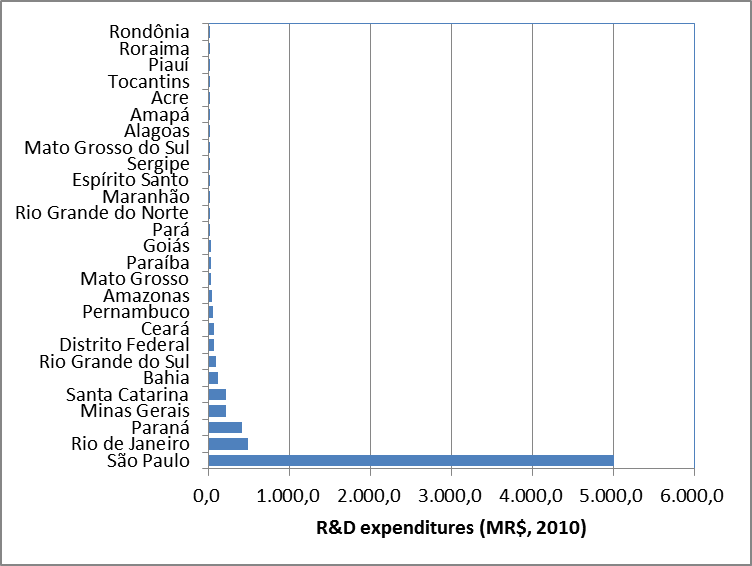 Rondônia
Roraima
Piauí
Tocantins
Acre
Amapá
Alagoas
Mato Grosso do Sul
Sergipe
Espírito Santo
Maranhão
Rio Grande do Norte
Pará
Goiás
Paraíba
Mato Grosso
Amazonas
Pernambuco
Ceará
Distrito Federal
Rio Grande do Sul
Bahia
Santa Catarina
Minas Gerais
Paraná
Rio de Janeiro
São Paulo
0,0 1.000,0 2.000,0 3.000,0 4.000,0 5.000,0 6.000,0
R&D expenditures (MR$, 2010)